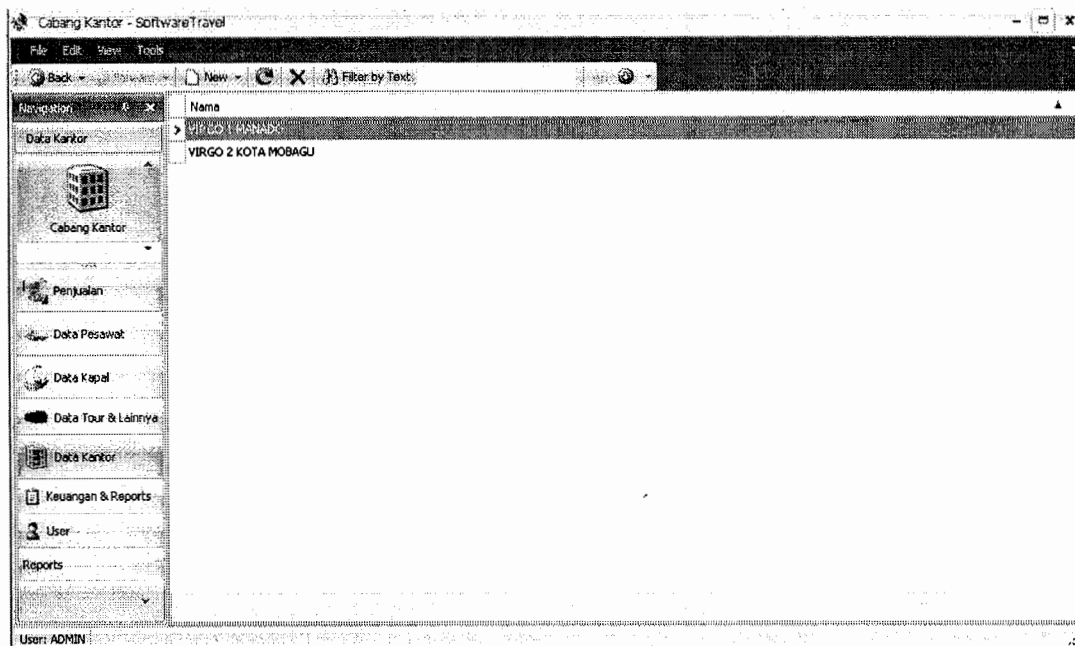 Cabang Kantor - SoftwareTravel
File Edit View Tools
Back New Filter by Text:
Navigation
Nama
Data Kantor
VIRGO 1 MANADO
VIRGO 2 KOTA MOBAGU
Cabang Kantor
Penjualan
Data Pesawat
Data Kapal
Data Tour & Lainnya
Data Kantor
Keuangan & Reports
User
Reports
User: ADMIN